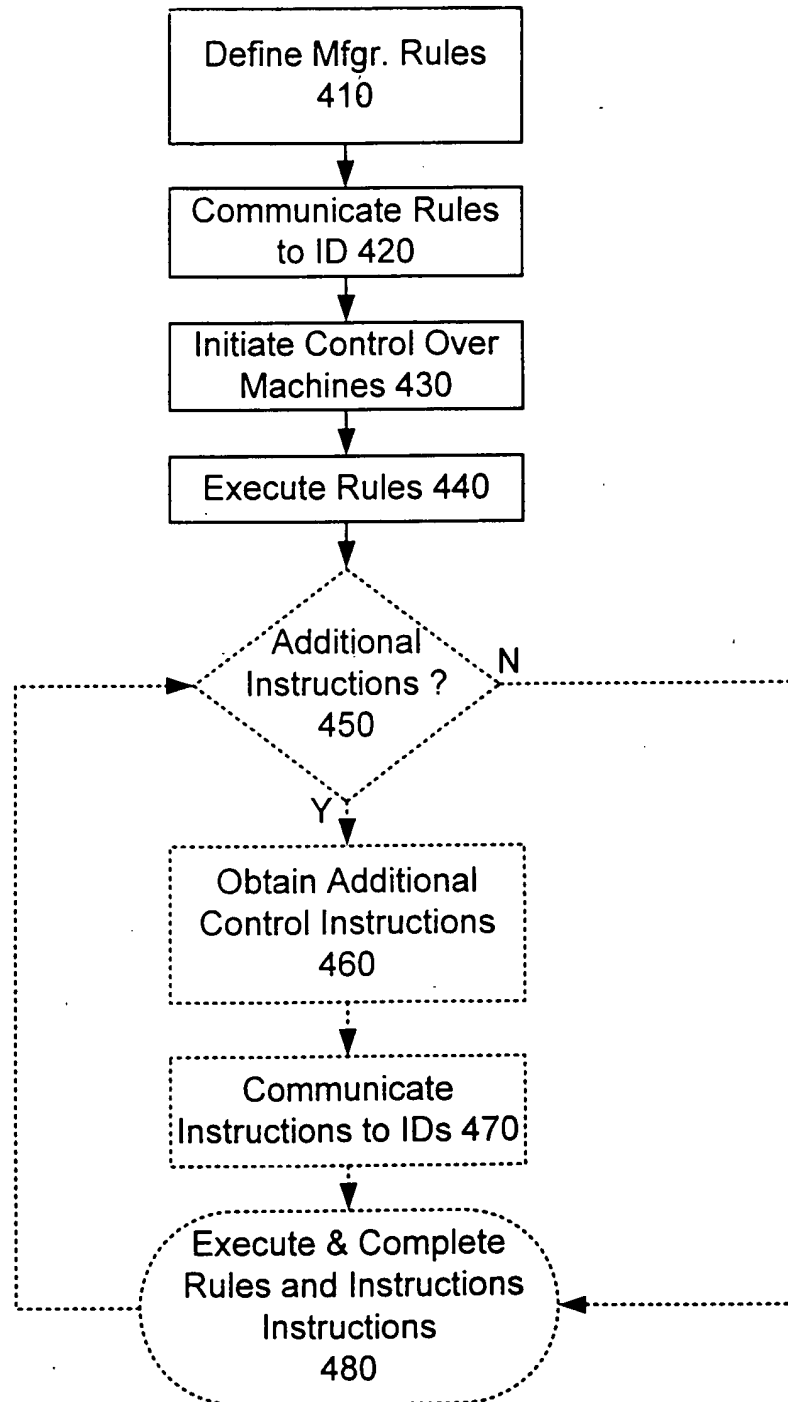 Define Mfgr. Rules
410
Communicate Rules
to ID 420
Initiate Control Over
Machines 430
Execute Rules 440
Additional
Instructions ?
450
N
Y
Obtain Additional
Control Instructions
460
Communicate
Instructions to IDs 470
Execute & Complete
Rules and Instructions
Instructions
480